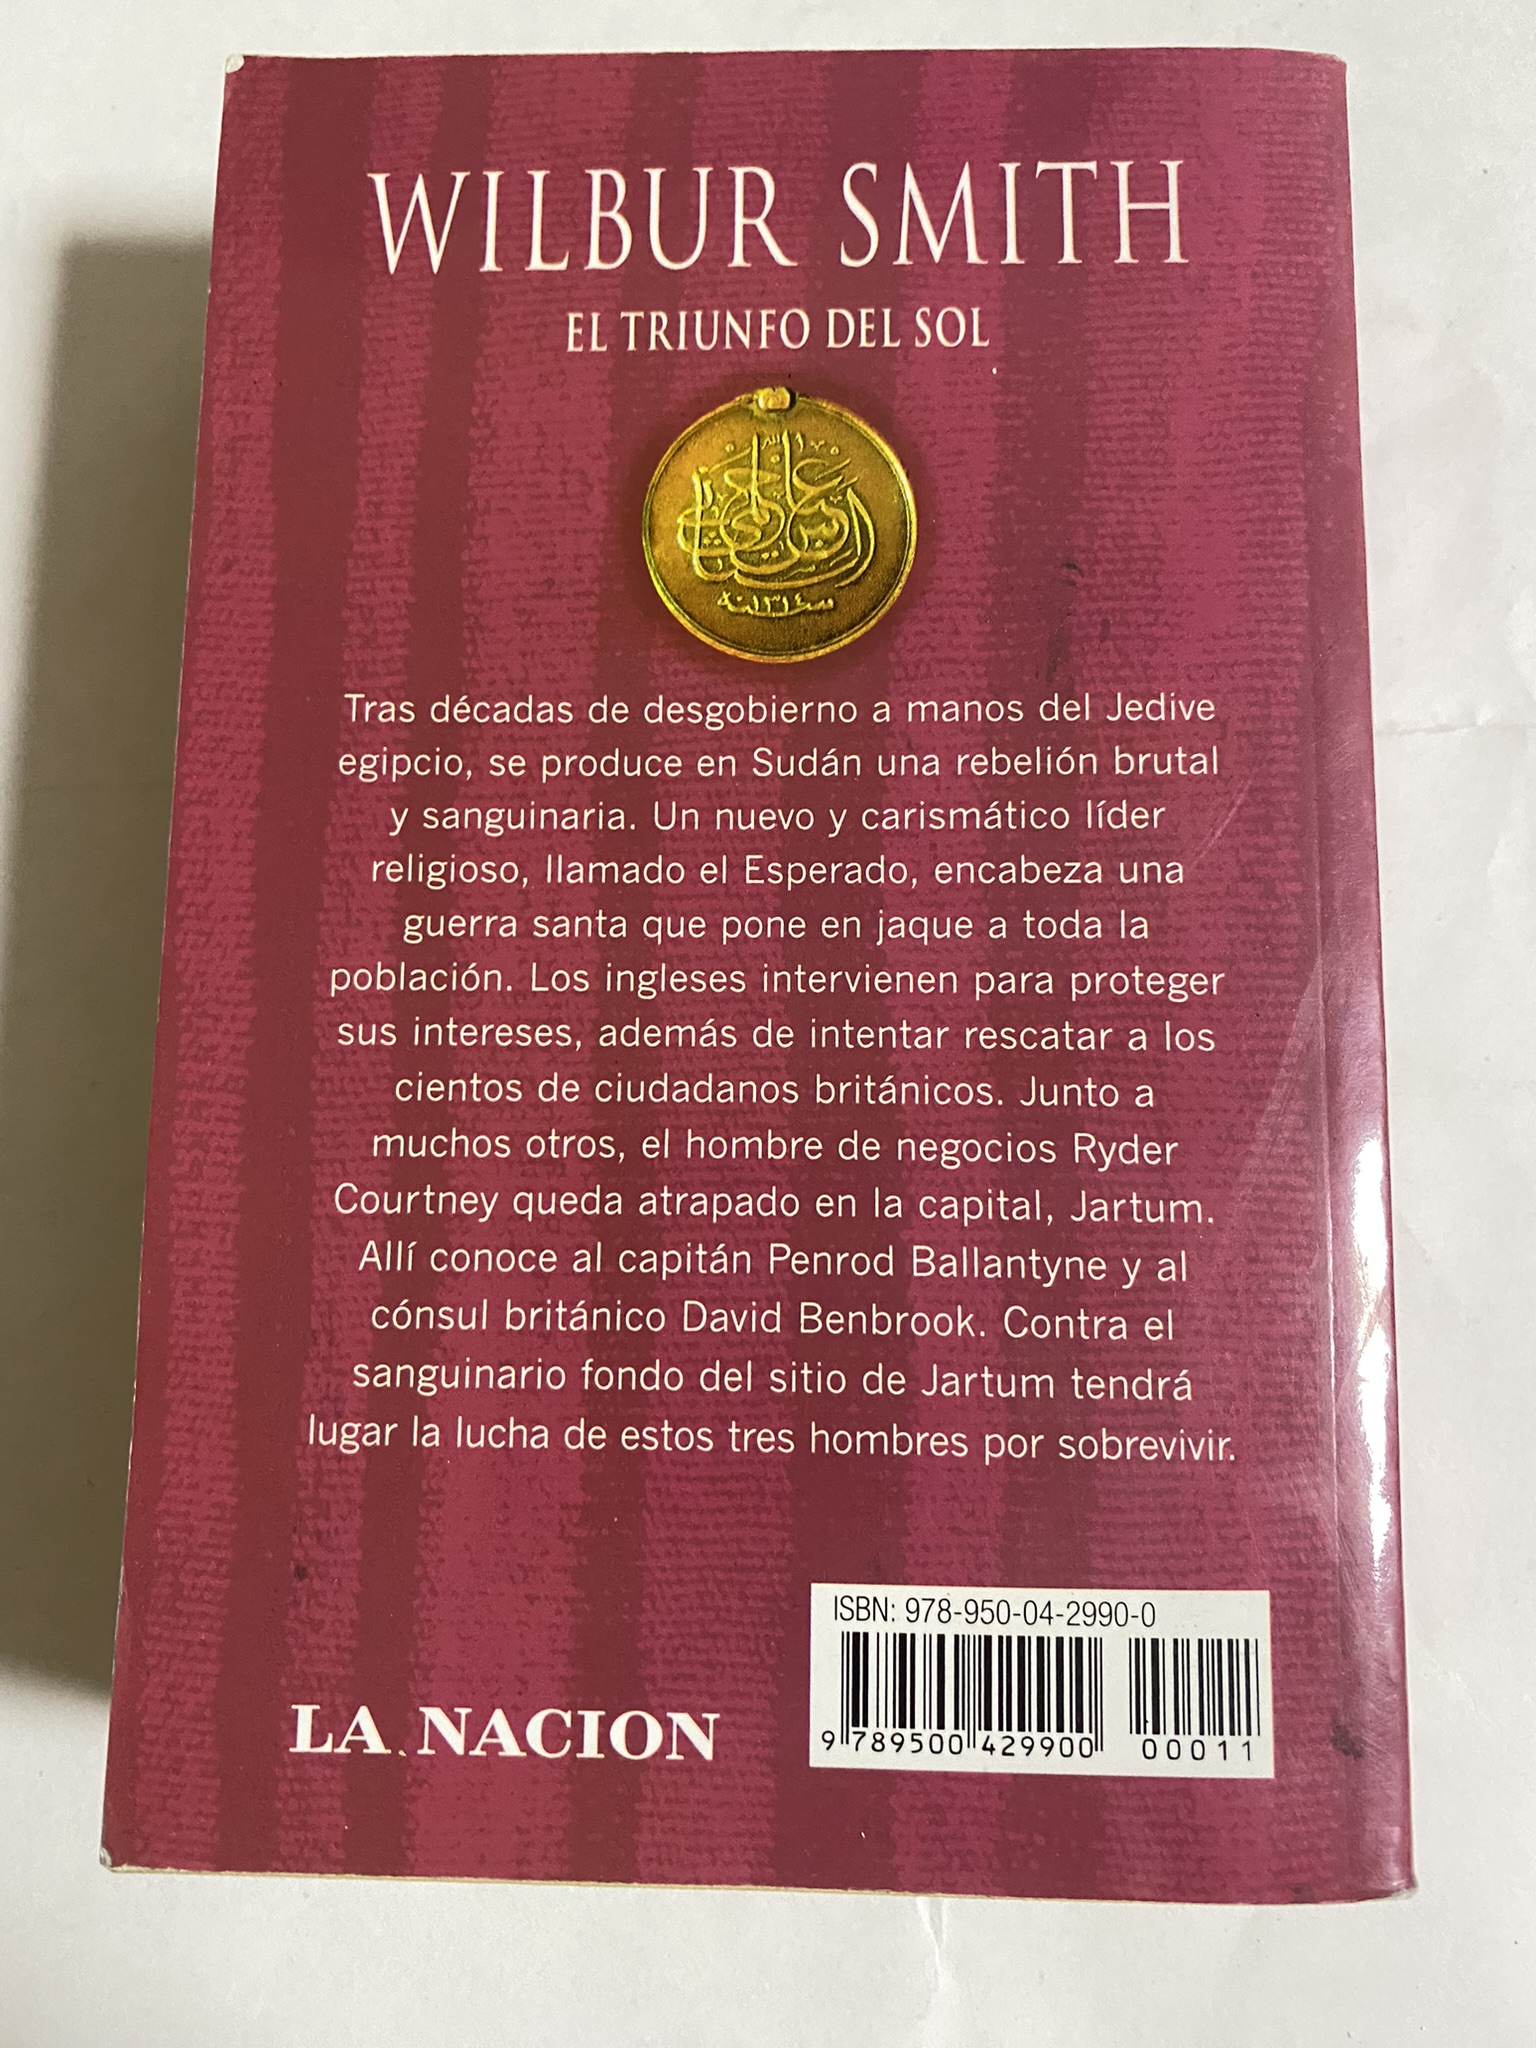 WILBUR SMITH
EL TRIUNFO DEL SOL
سنة ١٣١٤
Tras décadas de desgobierno a manos del Jedive
egipcio, se produce en Sudán una rebelión brutal
y sanguinaria. Un nuevo y carismático líder
religioso, llamado el Esperado, encabeza una
guerra santa que pone en jaque a toda la
población. Los ingleses intervienen para proteger
sus intereses, además de intentar rescatar a los
cientos de ciudadanos británicos. Junto a
muchos otros, el hombre de negocios Ryder
Courtney queda atrapado en la capital, Jartum.
Allí conoce al capitán Penrod Ballantyne y al
cónsul británico David Benbrook. Contra el
sanguinario fondo del sitio de Jartum tendrá
lugar la lucha de estos tres hombres por sobrevivir.
ISBN: 978-950-04-2990-0
9 789500 429900 00011
LA NACION